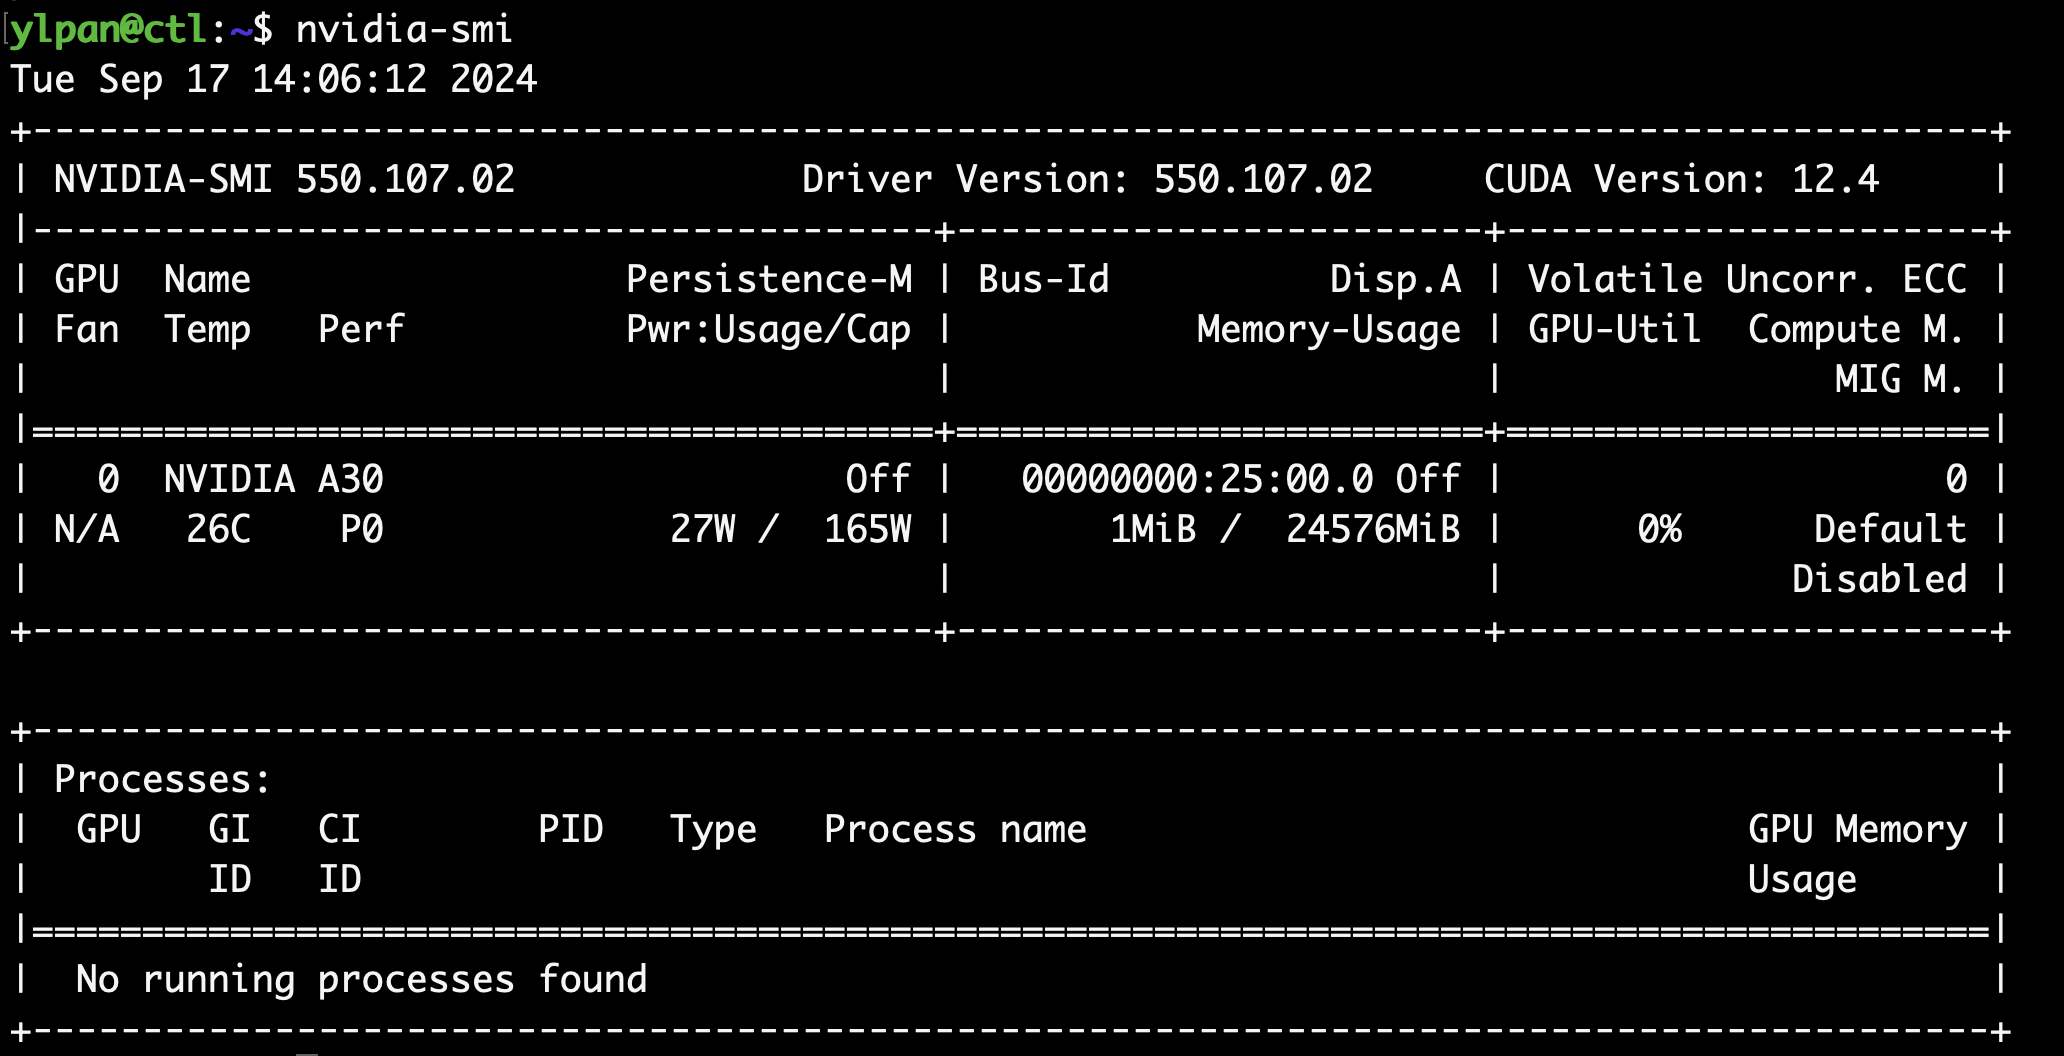 ylpan@ctl:~$ nvidia-smi
Tue Sep 17 14:06:12 2024
+-----------------------------------------------------------------------------------------+
| NVIDIA-SMI 550.107.02             Driver Version: 550.107.02     CUDA Version: 12.4     |
|-----------------------------------------+------------------------+----------------------+
| GPU  Name                 Persistence-M | Bus-Id          Disp.A | Volatile Uncorr. ECC |
| Fan  Temp   Perf          Pwr:Usage/Cap |           Memory-Usage | GPU-Util  Compute M. |
|                                         |                        |               MIG M. |
|=========================================+========================+======================|
|   0  NVIDIA A30                     Off |   00000000:25:00.0 Off |                    0 |
| N/A   26C    P0             27W /  165W |       1MiB /  24576MiB |      0%      Default |
|                                         |                        |             Disabled |
+-----------------------------------------+------------------------+----------------------+

+-----------------------------------------------------------------------------------------+
| Processes:                                                                              |
|  GPU   GI   CI        PID   Type   Process name                              GPU Memory |
|        ID   ID                                                               Usage      |
|=========================================================================================|
|  No running processes found                                                             |
+-----------------------------------------------------------------------------------------+